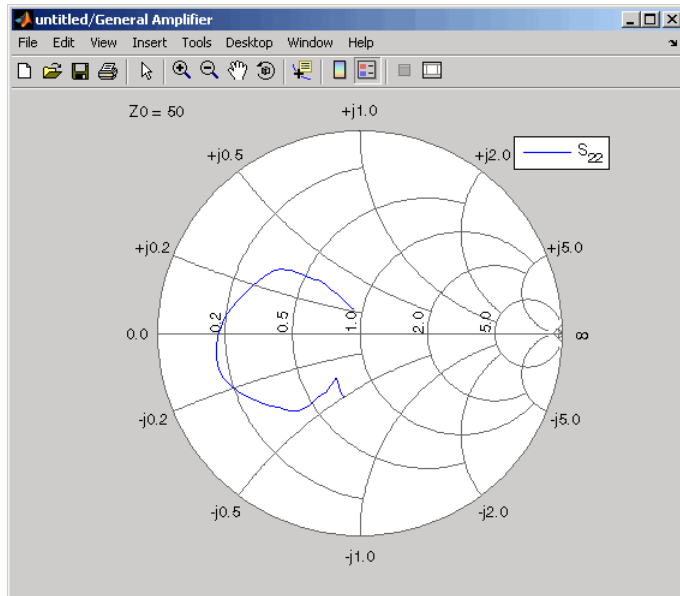 untitled/General Amplifier
File Edit View Insert Tools Desktop Window Help
Z0 = 50
+j1.0
+j0.5
+j2.0
S22
+j0.2
+j5.0
0.0
0.2
0.5
1.0
2.0
5.0
∞
-j0.2
-j5.0
-j0.5
-j2.0
-j1.0